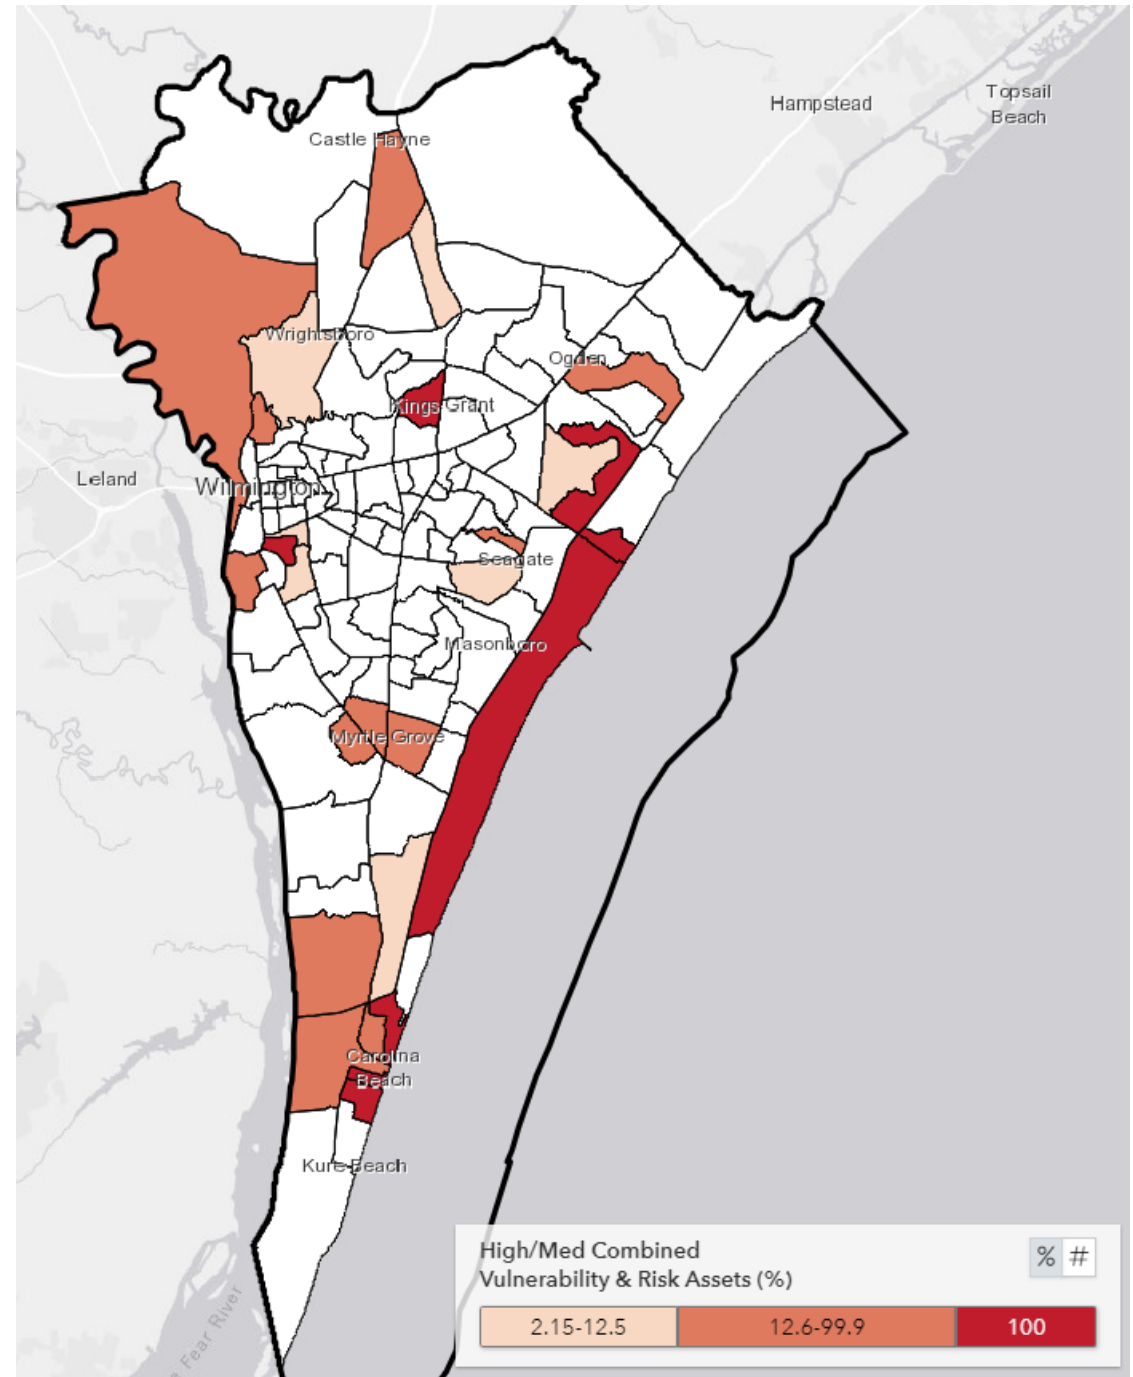 Hampstead
Topsail
Beach
Castle Hayne
Wrightsboro
Ogden
Kings Grant
Leland
Wilmington
Seagate
Masonboro
Myrtle Grove
Carolina
Beach
Kure Beach
Fear River
High/Med Combined
Vulnerability & Risk Assets (%)
% #
2.15-12.5 12.6-99.9 100